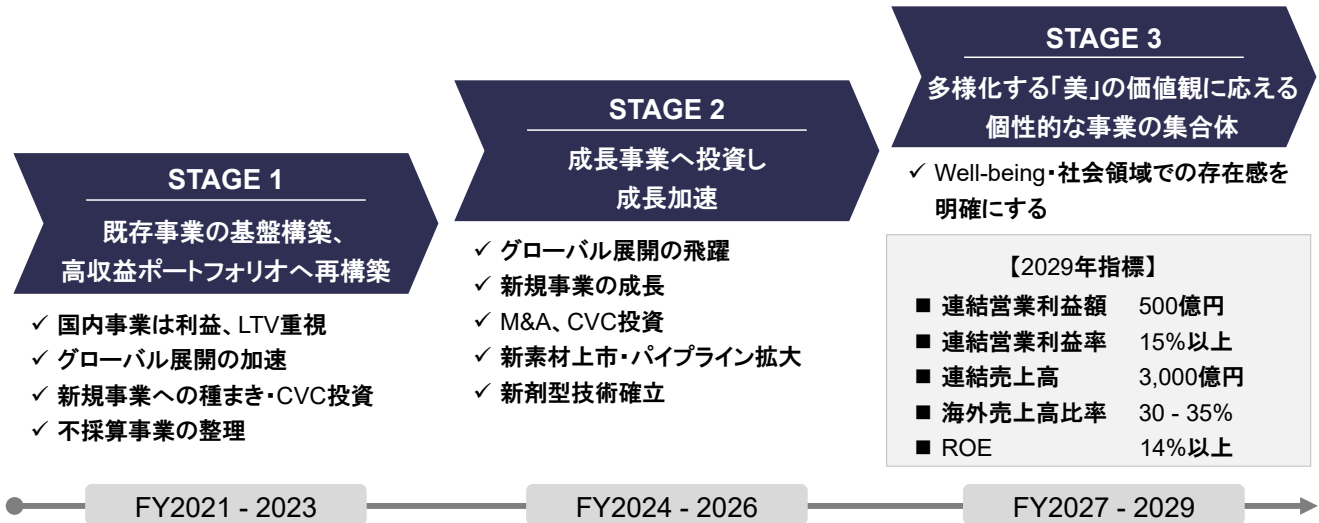 STAGE 1
既存事業の基盤構築、
高収益ポートフォリオへ再構築
✓ 国内事業は利益、LTV重視
✓ グローバル展開の加速
✓ 新規事業への種まき・CVC投資
✓ 不採算事業の整理
FY2021 - 2023
STAGE 2
成長事業へ投資し
成長加速
✓ グローバル展開の飛躍
✓ 新規事業の成長
✓ M&A、CVC投資
✓ 新素材上市・パイプライン拡大
✓ 新剤型技術確立
FY2024 - 2026
STAGE 3
多様化する「美」の価値観に応える
個性的な事業の集合体
✓ Well-being・社会領域での存在感を
明確にする
【2029年指標】
■ 連結営業利益額 500億円
■ 連結営業利益率 15%以上
■ 連結売上高 3,000億円
■ 海外売上高比率 30 - 35%
■ ROE 14%以上
FY2027 - 2029